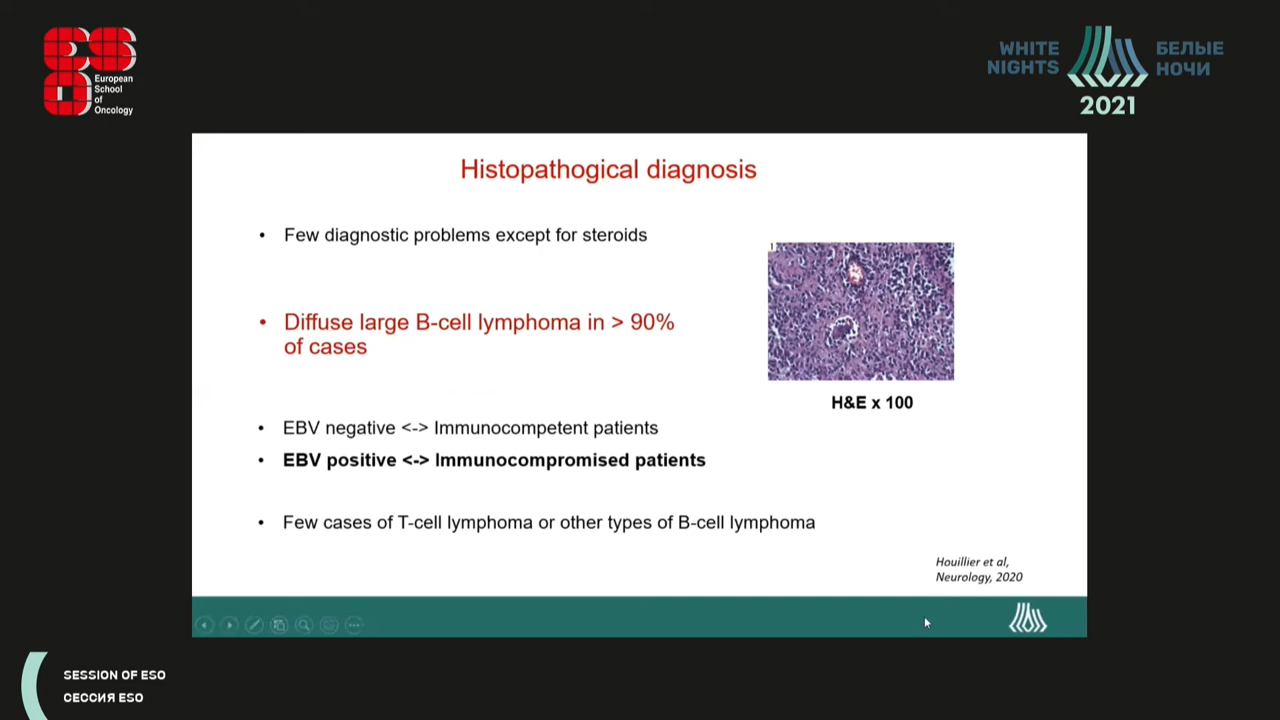 ESO
European
School
of
Oncology
WHITE
NIGHTS
БЕЛЫЕ
НОЧИ
2021
Histopathogical diagnosis
• Few diagnostic problems except for steroids
• Diffuse large B-cell lymphoma in > 90%
of cases
1
H&E x 100
• EBV negative <-> Immunocompetent patients
• EBV positive <-> Immunocompromised patients
• Few cases of T-cell lymphoma or other types of B-cell lymphoma
Houillier et al,
Neurology, 2020
SESSION OF ESO
СЕССИЯ ESO